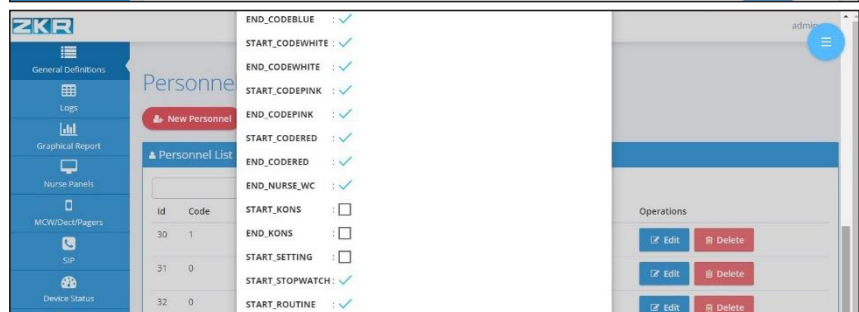 ZKR
admin
General Definitions
Logs
Graphical Report
Nurse Panels
MCW/Dect/Pagers
SIP
Device Status
Personnel
New Personnel
Personnel List
Id Code Operations
30 1 Edit Delete
31 0 Edit Delete
32 0 Edit Delete
END_CODEBLUE :
START_CODEWHITE :
END_CODEWHITE :
START_CODEPINK :
END_CODEPINK :
START_CODERED :
END_CODERED :
END_NURSE_WC :
START_KONS :
END_KONS :
START_SETTING :
START_STOPWATCH :
START_ROUTINE :